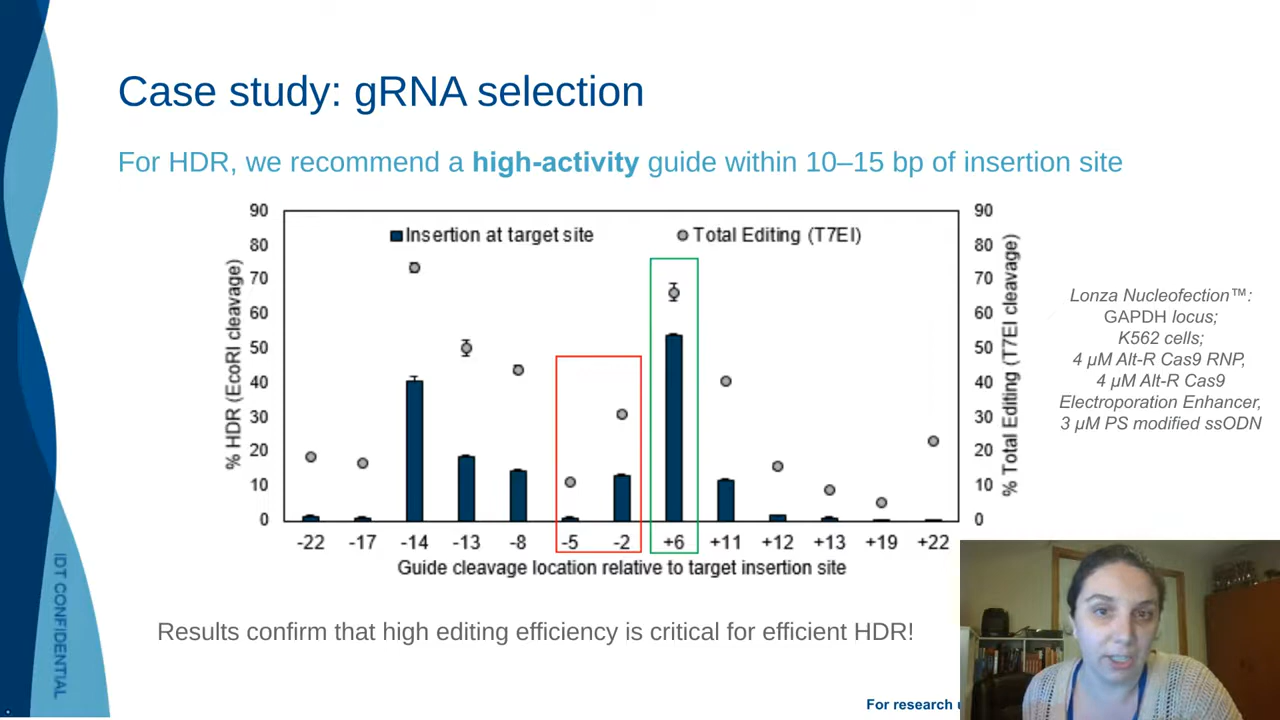 Case study: gRNA selection
For HDR, we recommend a high-activity guide within 10–15 bp of insertion site
Insertion at target site
Total Editing (T7EI)
% HDR (EcoRI cleavage)
90
80
70
60
50
40
30
20
10
0
90
80
70
60
50
40
30
20
10
0
% Total Editing (T7EI cleavage)
-22 -17 -14 -13 -8 -5 -2 +6 +11 +12 +13 +19 +22
Guide cleavage location relative to target insertion site
Lonza Nucleofection™:
GAPDH locus;
K562 cells;
4 µM Alt-R Cas9 RNP,
4 µM Alt-R Cas9
Electroporation Enhancer,
3 µM PS modified ssODN
Results confirm that high editing efficiency is critical for efficient HDR!
IDT CONFIDENTIAL
For research